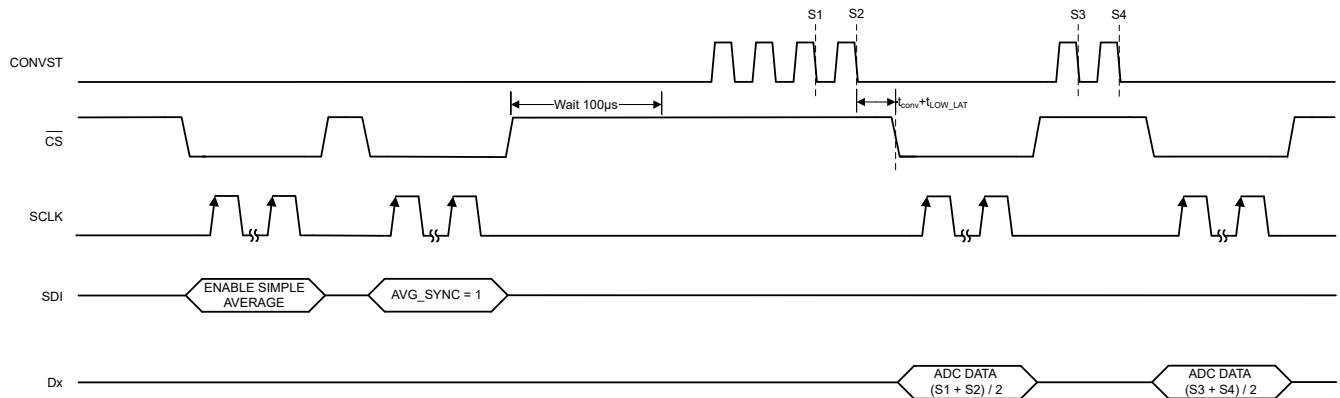 S1 S2 S3 S4
CONVST
Wait 100µs
tconv+tLOW_LAT
CS
SCLK
SDI
ENABLE SIMPLE
AVERAGE
AVG_SYNC = 1
Dx
ADC DATA
(S1 + S2) / 2
ADC DATA
(S3 + S4) / 2